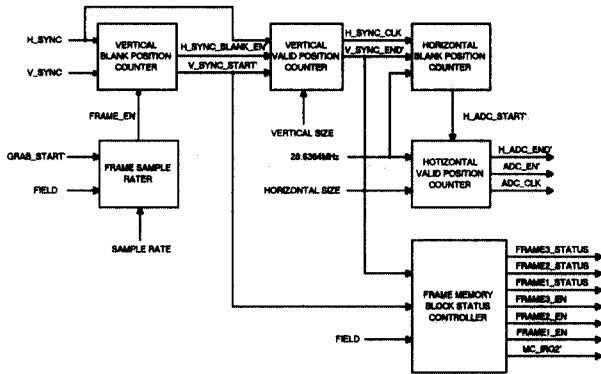 H_SYNC
V_SYNC
VERTICAL
BLANK POSITION
COUNTER
H_SYNC_BLANK_EN'
V_SYNC_START'
VERTICAL
VALID POSITION
COUNTER
H_SYNC_CLK
V_SYNC_END'
HORIZONTAL
BLANK POSITION
COUNTER
FRAME_EN'
VERTICAL SIZE
H_ADC_START'
GRAB_START'
FIELD
FRAME SAMPLE
RATER
28.6364MHz
HORIZONTAL SIZE
HOTIZONTAL
VALID POSITION
COUNTER
H_ADC_END'
ADC_EN'
ADC_CLK
SAMPLE RATE
FRAME MEMORY
BLOCK STATUS
CONTROLLER
FIELD
FRAME3_STATUS
FRAME2_STATUS
FRAME1_STATUS
FRAME3_EN
FRAME2_EN
FRAME1_EN
MC_IRQ2'